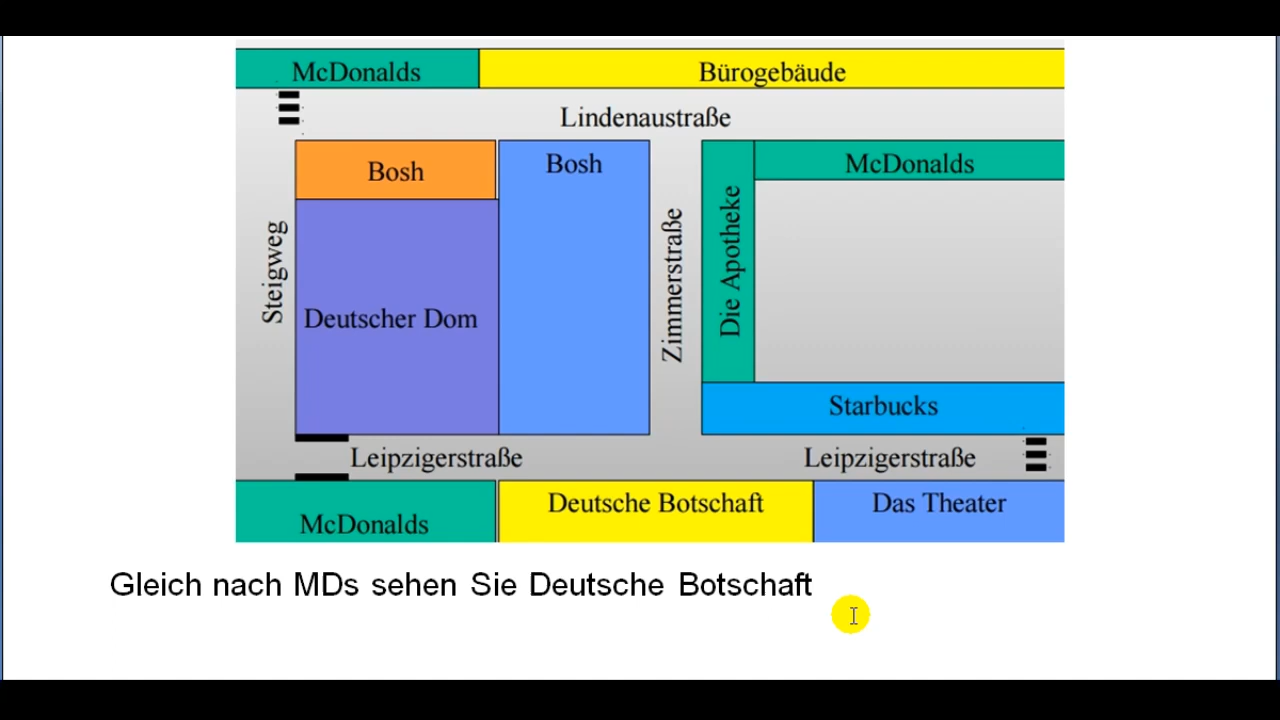 McDonalds
Bürogebäude
Lindenaustraße
Bosh
Bosh
McDonalds
Steigweg
Deutscher Dom
Zimmerstraße
Die Apotheke
Starbucks
Leipzigerstraße
Leipzigerstraße
McDonalds
Deutsche Botschaft
Das Theater
Gleich nach MDs sehen Sie Deutsche Botschaft